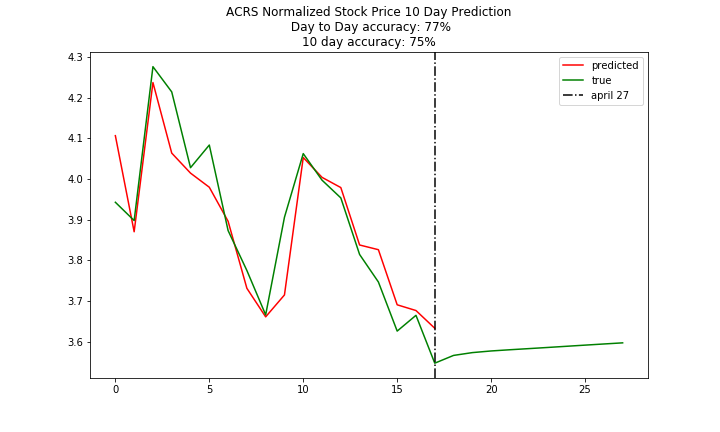 ACRS Normalized Stock Price 10 Day Prediction
Day to Day accuracy: 77%
10 day accuracy: 75%
4.3
4.2
4.1
4.0
3.9
3.8
3.7
3.6
predicted
true
april 27
0 5 10 15 20 25